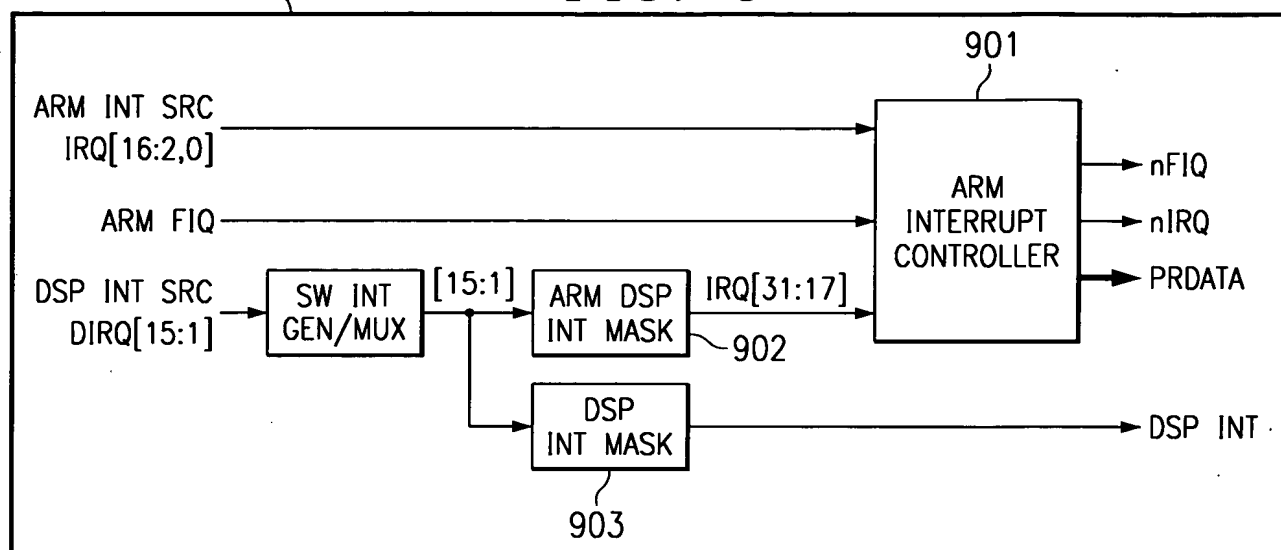 901
ARM INT SRC
IRQ[16:2,0]
ARM FIQ
DSP INT SRC
DIRQ[15:1]
SW INT
GEN/MUX
[15:1]
ARM DSP
INT MASK
902
IRQ[31:17]
ARM
INTERRUPT
CONTROLLER
nFIQ
nIRQ
PRDATA
DSP
INT MASK
903
DSP INT